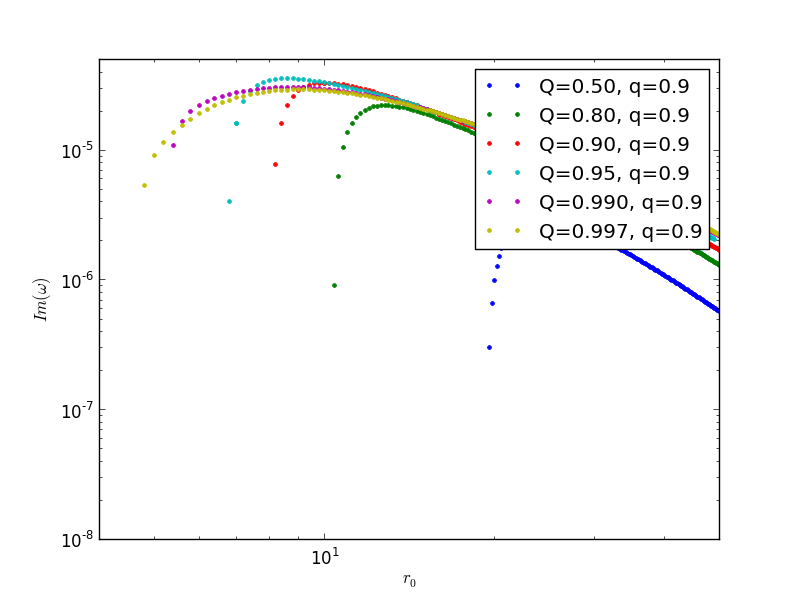 Q=0.50, q=0.9
Q=0.80, q=0.9
Q=0.90, q=0.9
Q=0.95, q=0.9
Q=0.990, q=0.9
Q=0.997, q=0.9
10^-5
10^-6
10^-7
10^-8
Im(ω)
10^1
r_0